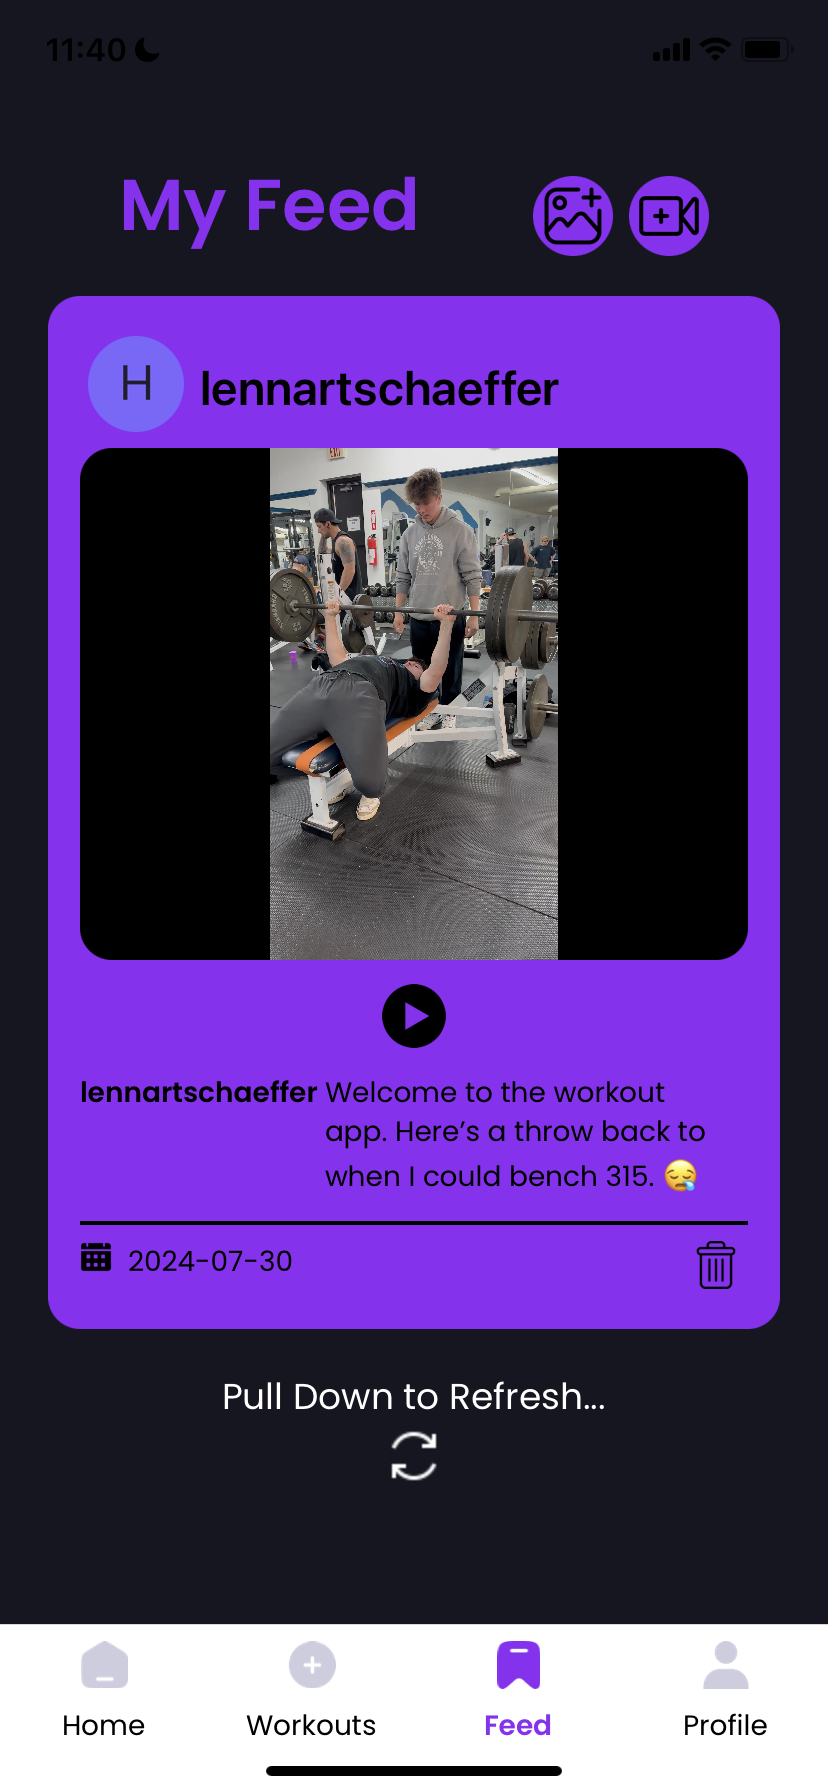 11:40
My Feed
H
lennartschaeffer
EXIT
lennartschaeffer Welcome to the workout
app. Here’s a throw back to
when I could bench 315. 😪
2024-07-30
Pull Down to Refresh...
Home
Workouts
Feed
Profile